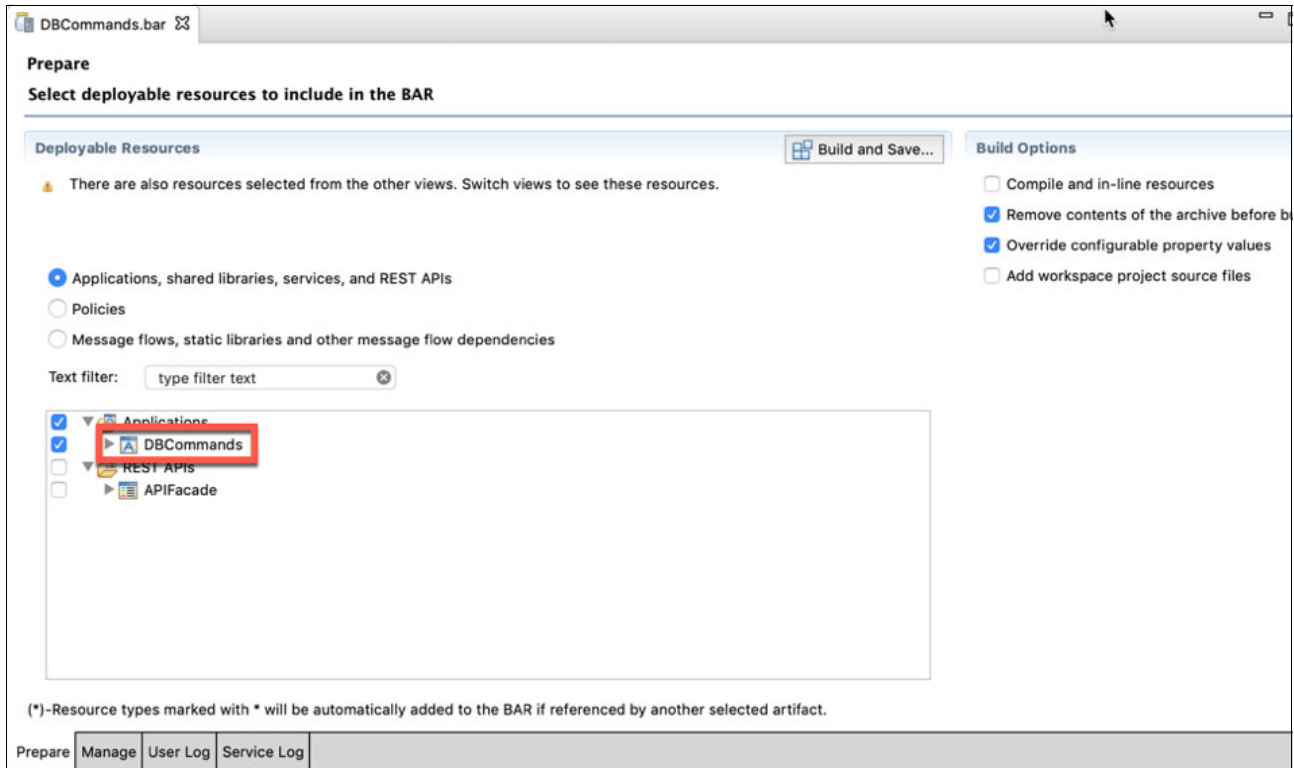 DBCommands.bar
Prepare
Select deployable resources to include in the BAR
Deployable Resources
Build and Save...
Build Options
There are also resources selected from the other views. Switch views to see these resources.
Compile and in-line resources
Remove contents of the archive before
Override configurable property values
Add workspace project source files
Applications, shared libraries, services, and REST APIs
Policies
Message flows, static libraries and other message flow dependencies
Text filter:
type filter text
Applications
DBCommands
REST APIs
APIFacade
(*)-Resource types marked with * will be automatically added to the BAR if referenced by another selected artifact.
Prepare Manage User Log Service Log